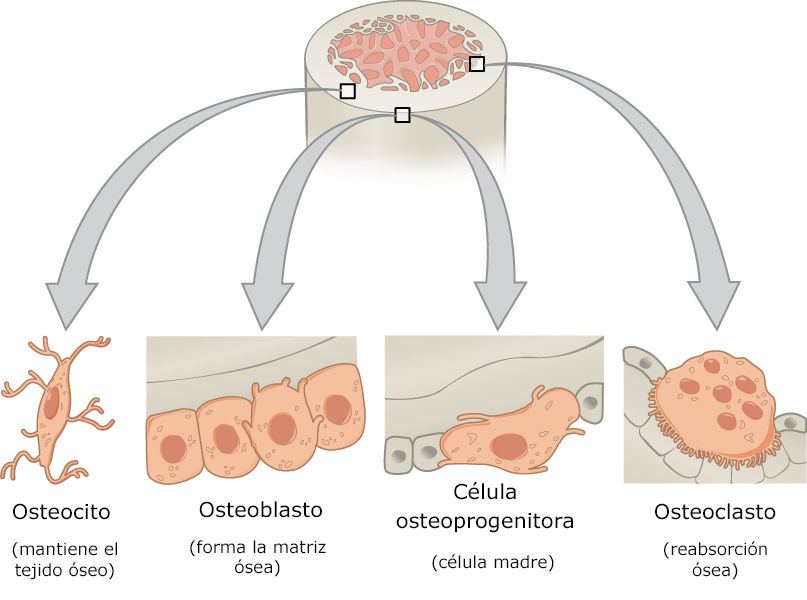 Osteocito
(mantiene el
tejido óseo)
Osteoblasto
(forma la matriz
ósea)
Célula
osteoprogenitora
(célula madre)
Osteoclasto
(reabsorción
ósea)